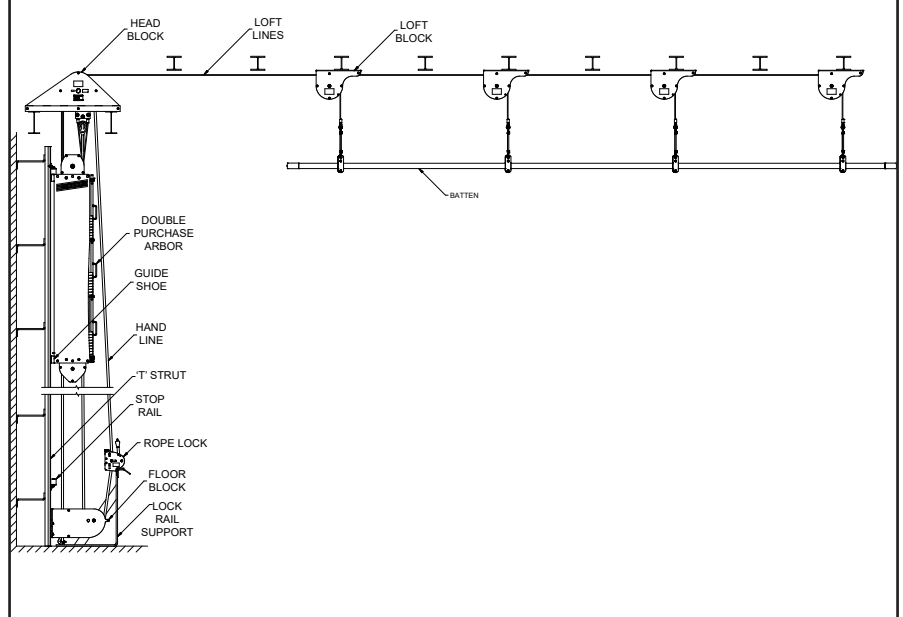 HEAD
BLOCK
LOFT
LINES
LOFT
BLOCK
BATTEN
DOUBLE
PURCHASE
ARBOR
GUIDE
SHOE
HAND
LINE
'T' STRUT
STOP
RAIL
ROPE LOCK
FLOOR
BLOCK
LOCK
RAIL
SUPPORT